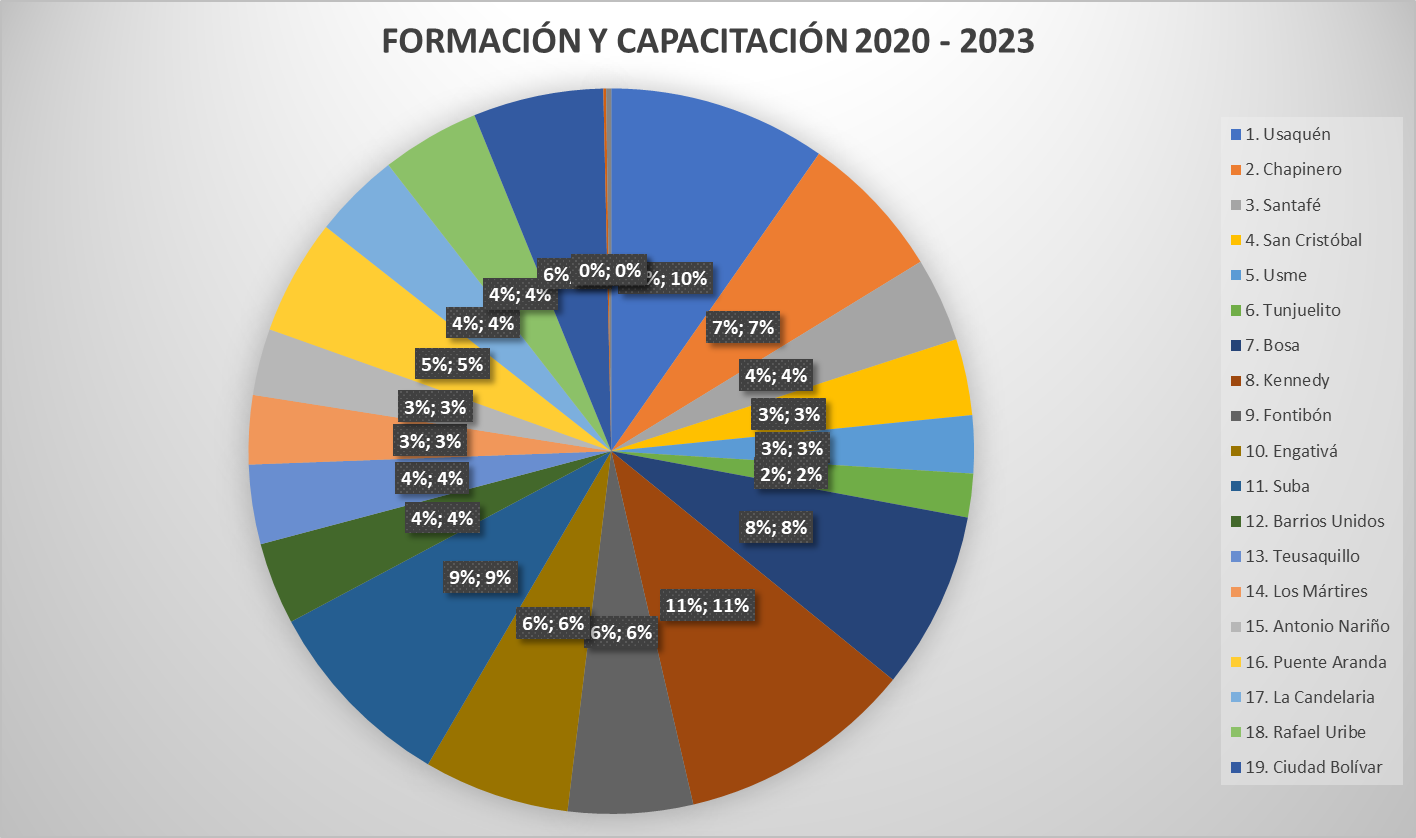 FORMACIÓN Y CAPACITACIÓN 2020 - 2023
%; 10%
7%; 7%
4%; 4%
3%; 3%
3%; 3%
2%; 2%
8%; 8%
11%; 11%
6%; 6%
6%; 6%
9%; 9%
4%; 4%
4%; 4%
3%; 3%
3%; 3%
5%; 5%
4%; 4%
4%; 4%
6%
0%; 0%
1. Usaquén
2. Chapinero
3. Santafé
4. San Cristóbal
5. Usme
6. Tunjuelito
7. Bosa
8. Kennedy
9. Fontibón
10. Engativá
11. Suba
12. Barrios Unidos
13. Teusaquillo
14. Los Mártires
15. Antonio Nariño
16. Puente Aranda
17. La Candelaria
18. Rafael Uribe
19. Ciudad Bolívar